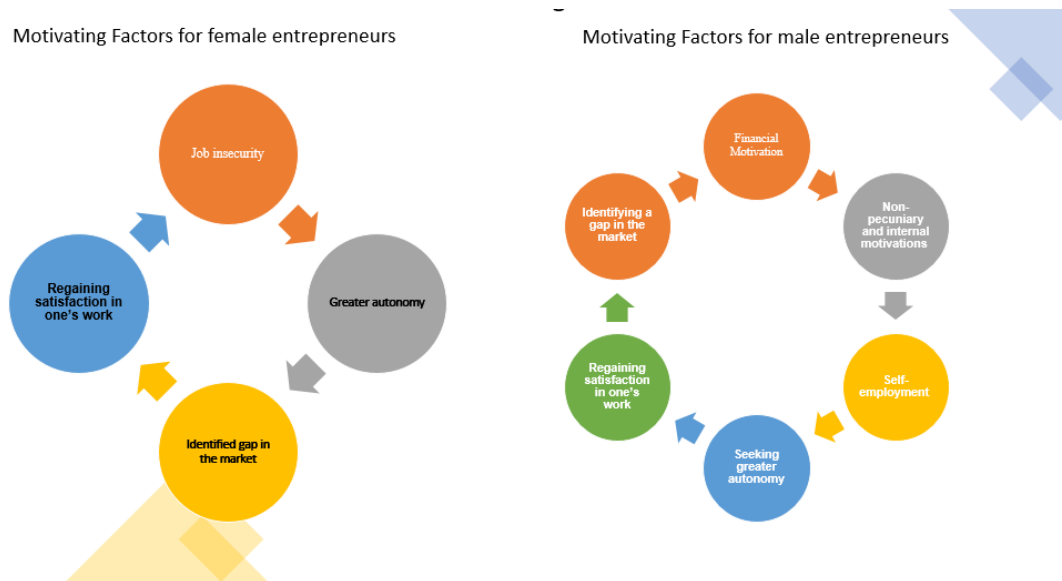 Motivating Factors for female entrepreneurs
Job insecurity
Greater autonomy
Identified gap in
the market
Regaining
satisfaction in
one's work
Motivating Factors for male entrepreneurs
Financial
Motivation
Non-
pecuniary
and internal
motivations
Self-
employment
Seeking
greater
autonomy
Regaining
satisfaction
in one's
work
Identifying a
gap in the
market